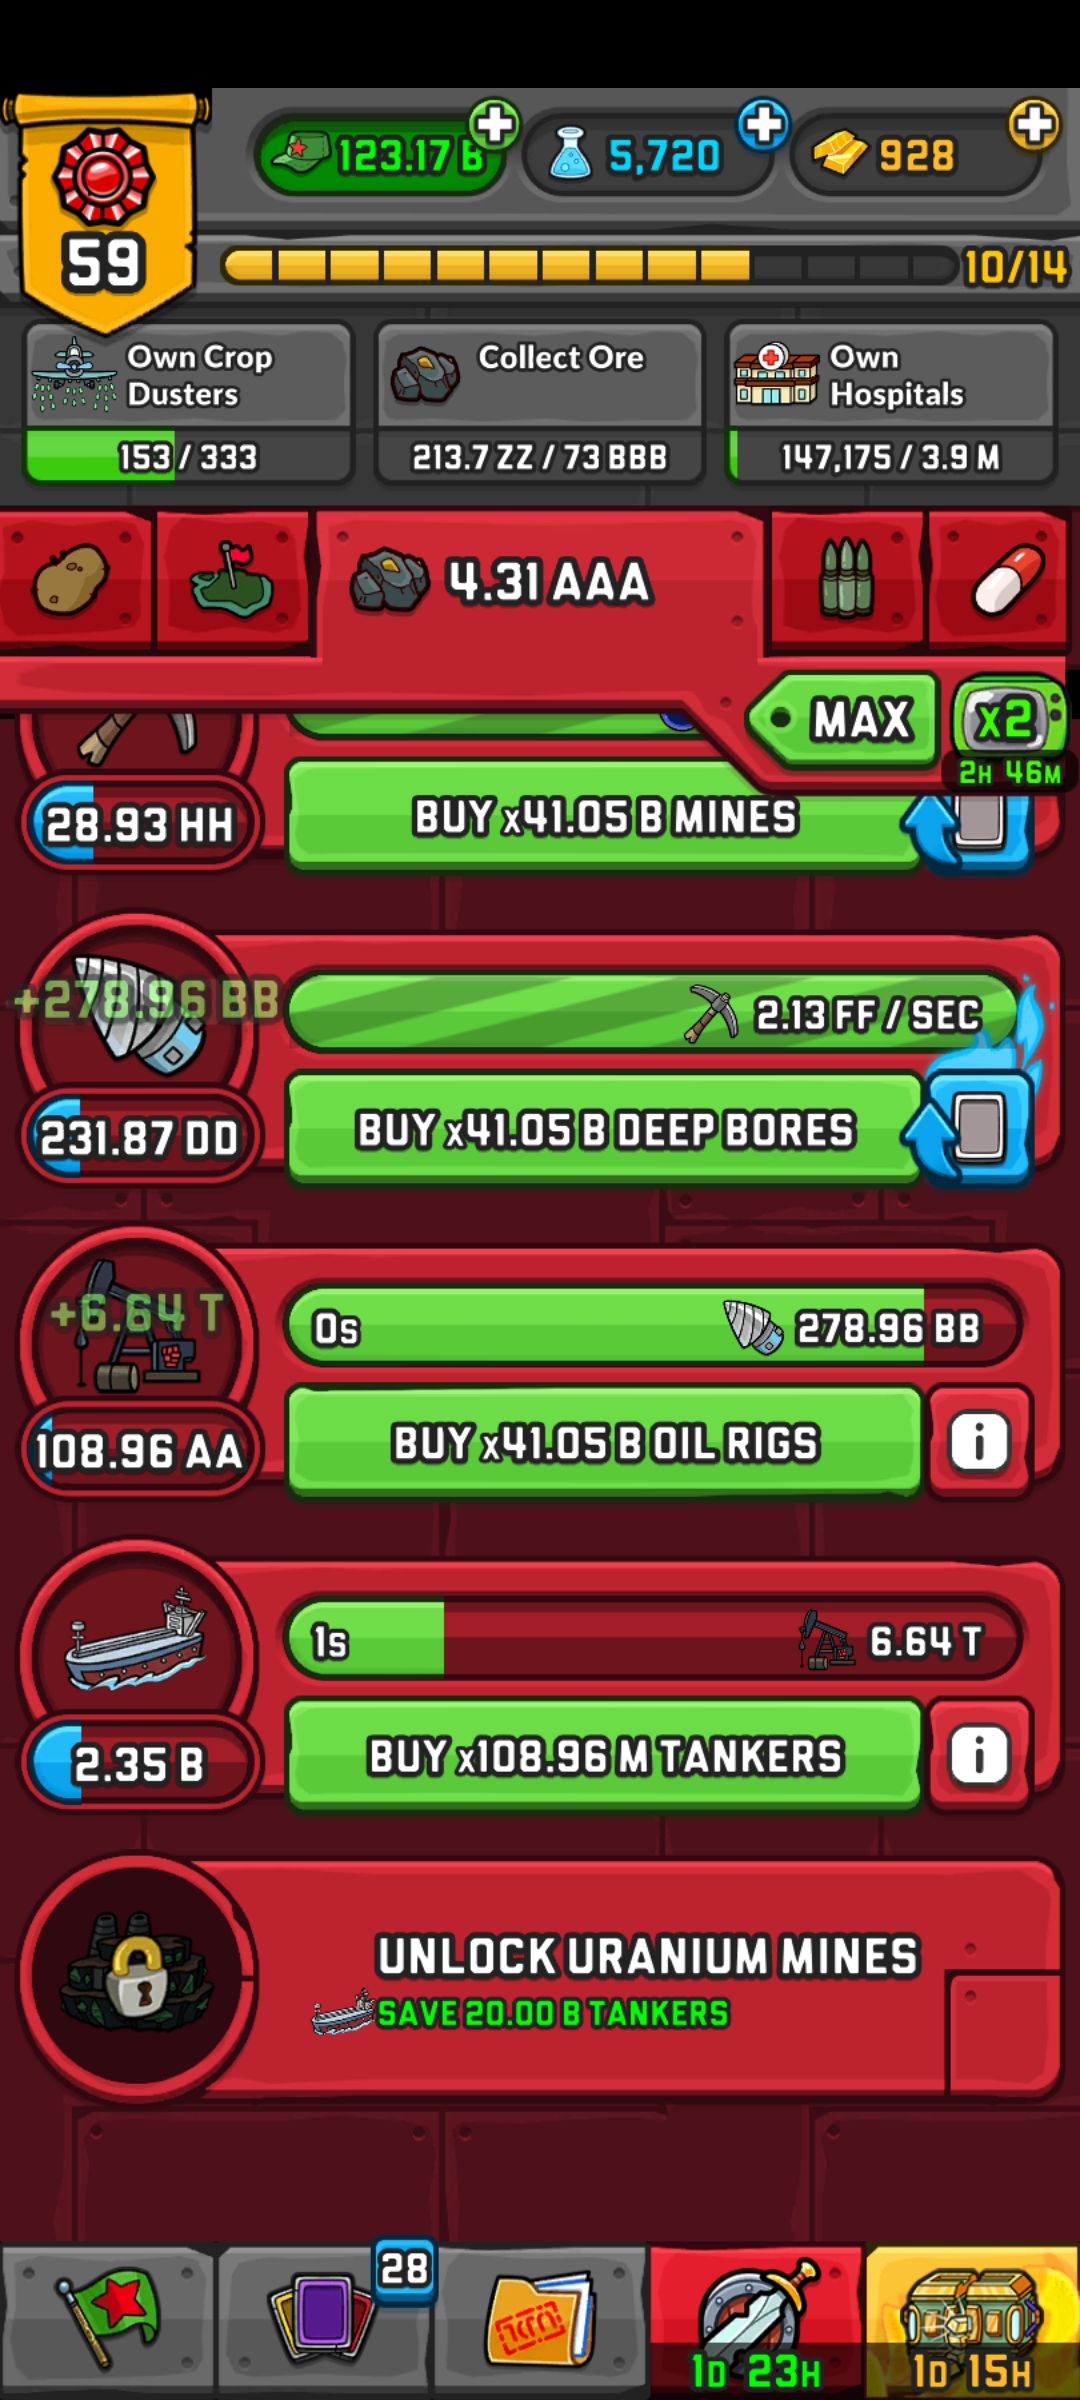 123.17 B
5,720
928
59
10/14
Own Crop
Dusters
153 / 333
Collect Ore
213.7 ZZ / 73 BBB
Own
Hospitals
147,175 / 3.9 M
4.31 AAA
MAX
x2
2H 46M
28.93 HH
BUY x41.05 B MINES
+278.96 BB
2.13 FF / SEC
231.87 DD
BUY x41.05 B DEEP BORES
+6.64 T
0s
278.96 BB
108.96 AA
BUY x41.05 B OIL RIGS
i
1s
6.64 T
2.35 B
BUY x108.96 M TANKERS
i
UNLOCK URANIUM MINES
SAVE 20.00 B TANKERS
28
1D 23H
1D 15H